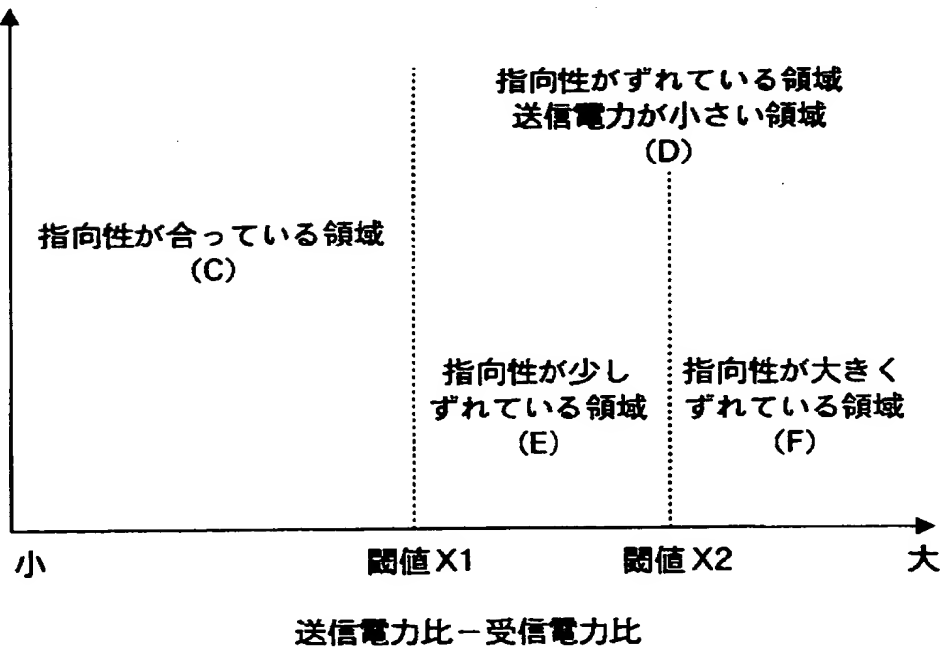 指向性がずれている領域
送信電力が小さい領域
(D)
指向性が合っている領域
(C)
指向性が少し
ずれている領域
(E)
指向性が大きく
ずれている領域
(F)
小
閾値X1
閾値X2
大
送信電力比－受信電力比